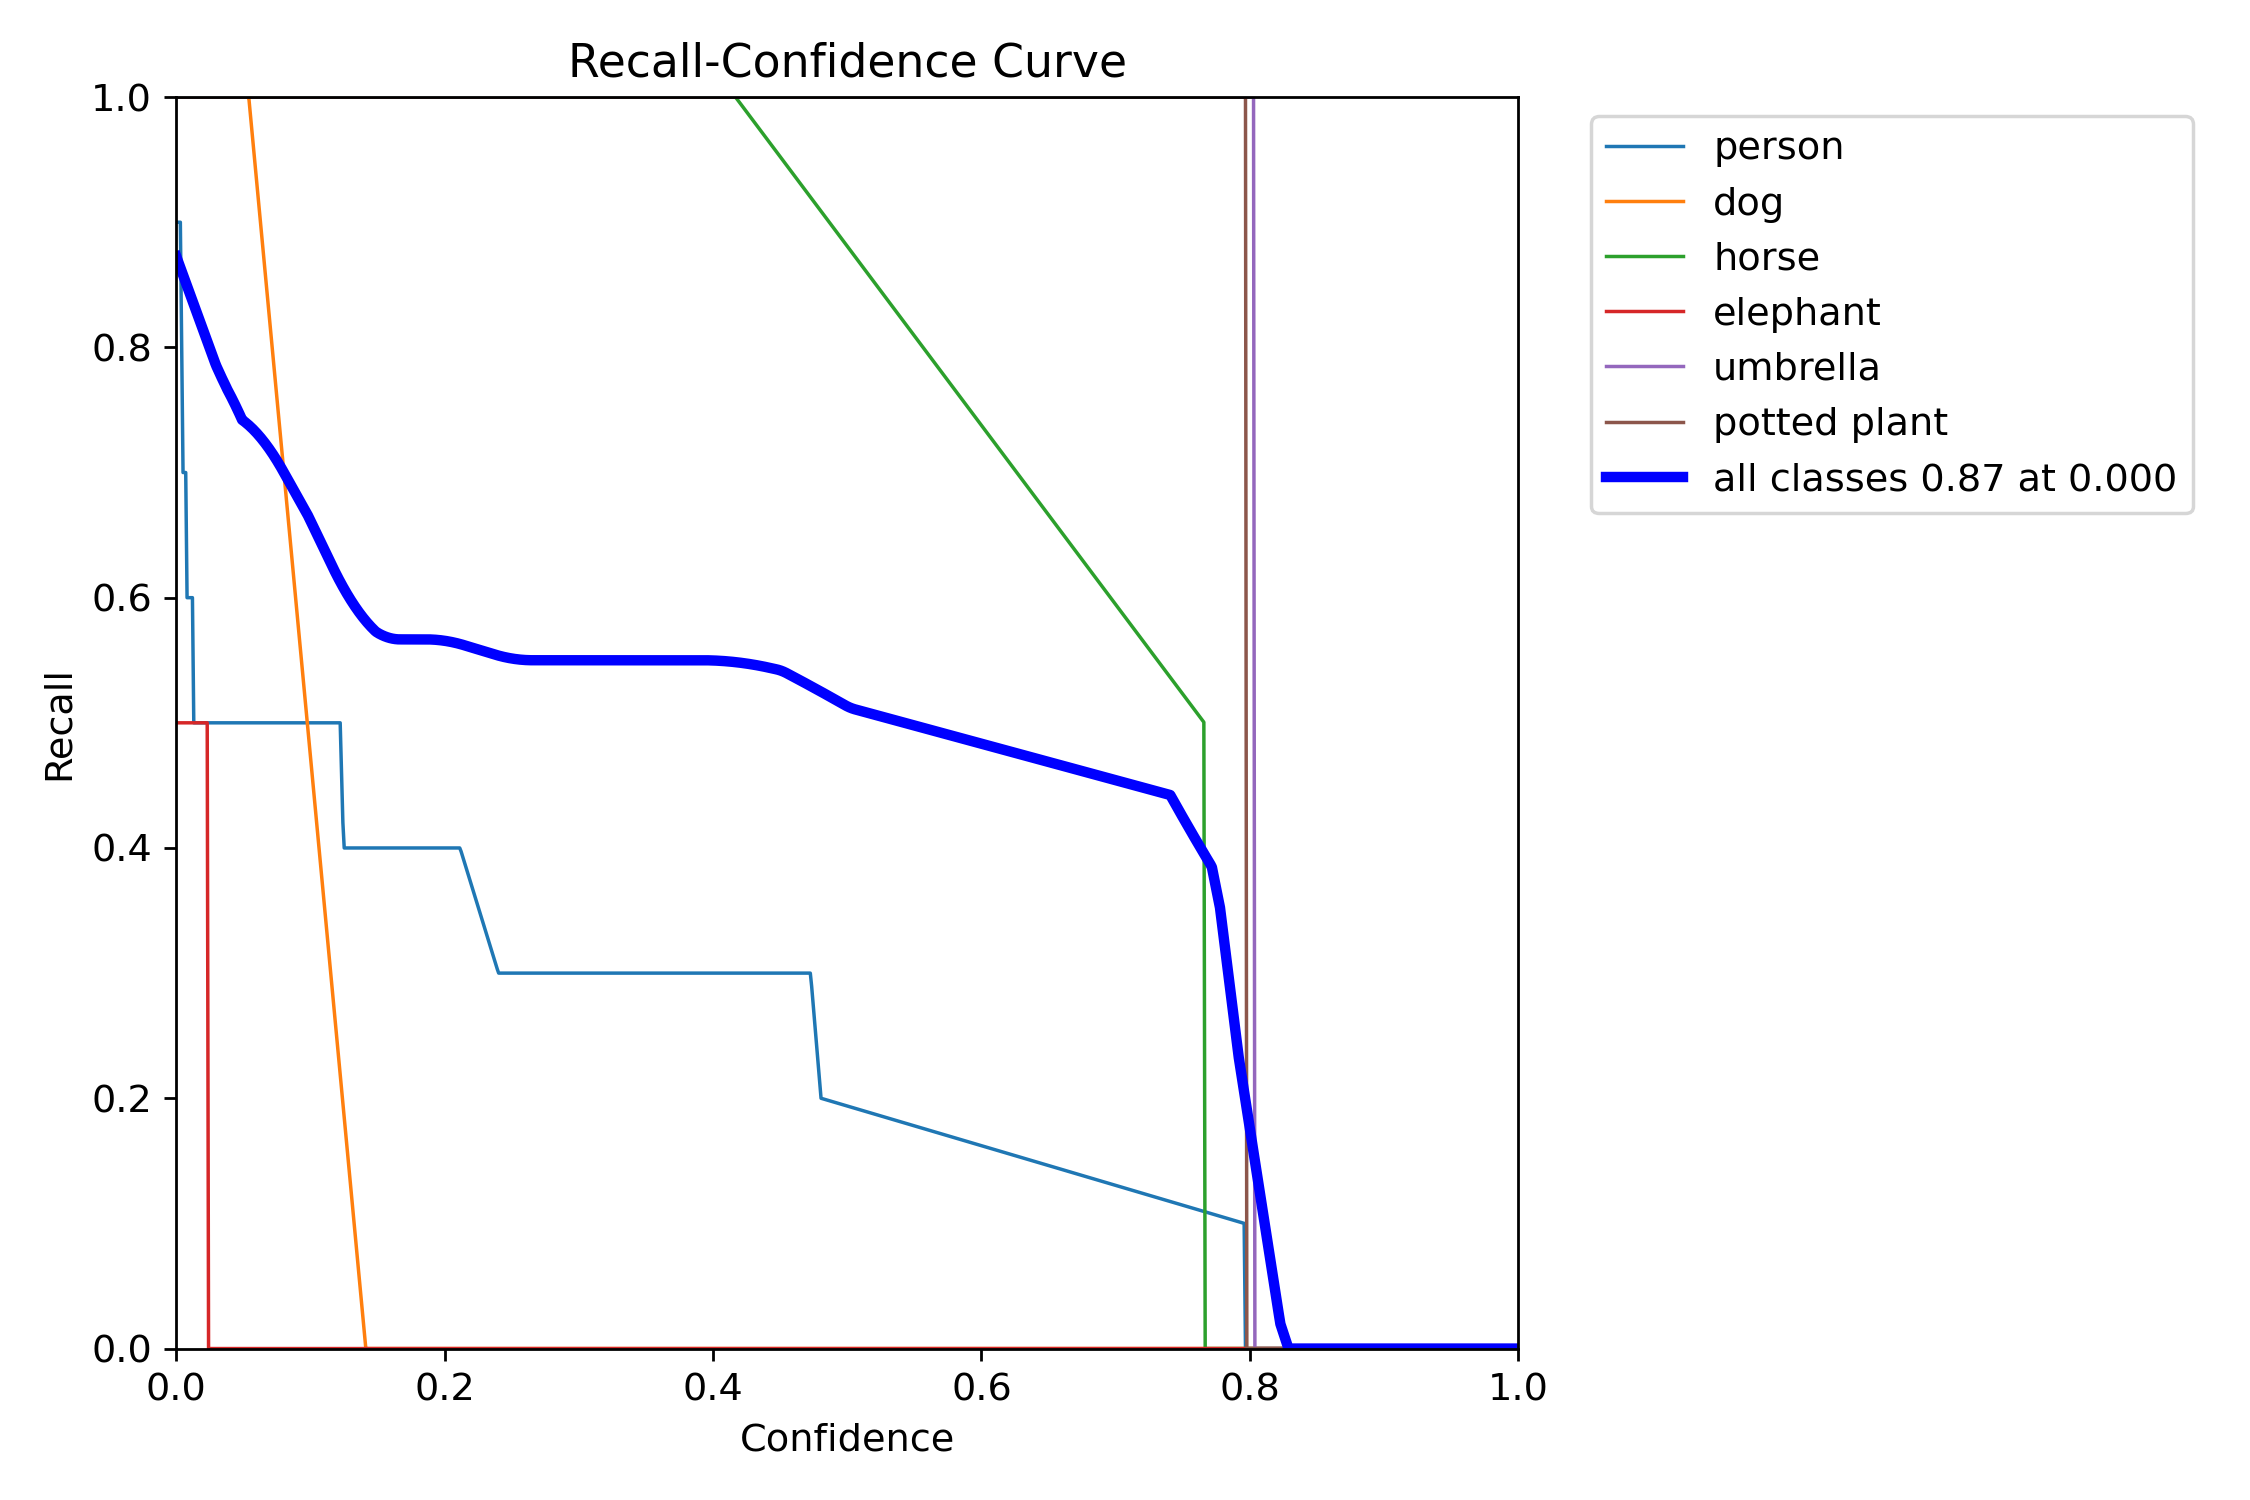 Recall-Confidence Curve
1.0
0.8
0.6
0.4
0.2
0.0
Recall
0.0 0.2 0.4 0.6 0.8 1.0
Confidence
person
dog
horse
elephant
umbrella
potted plant
all classes 0.87 at 0.000